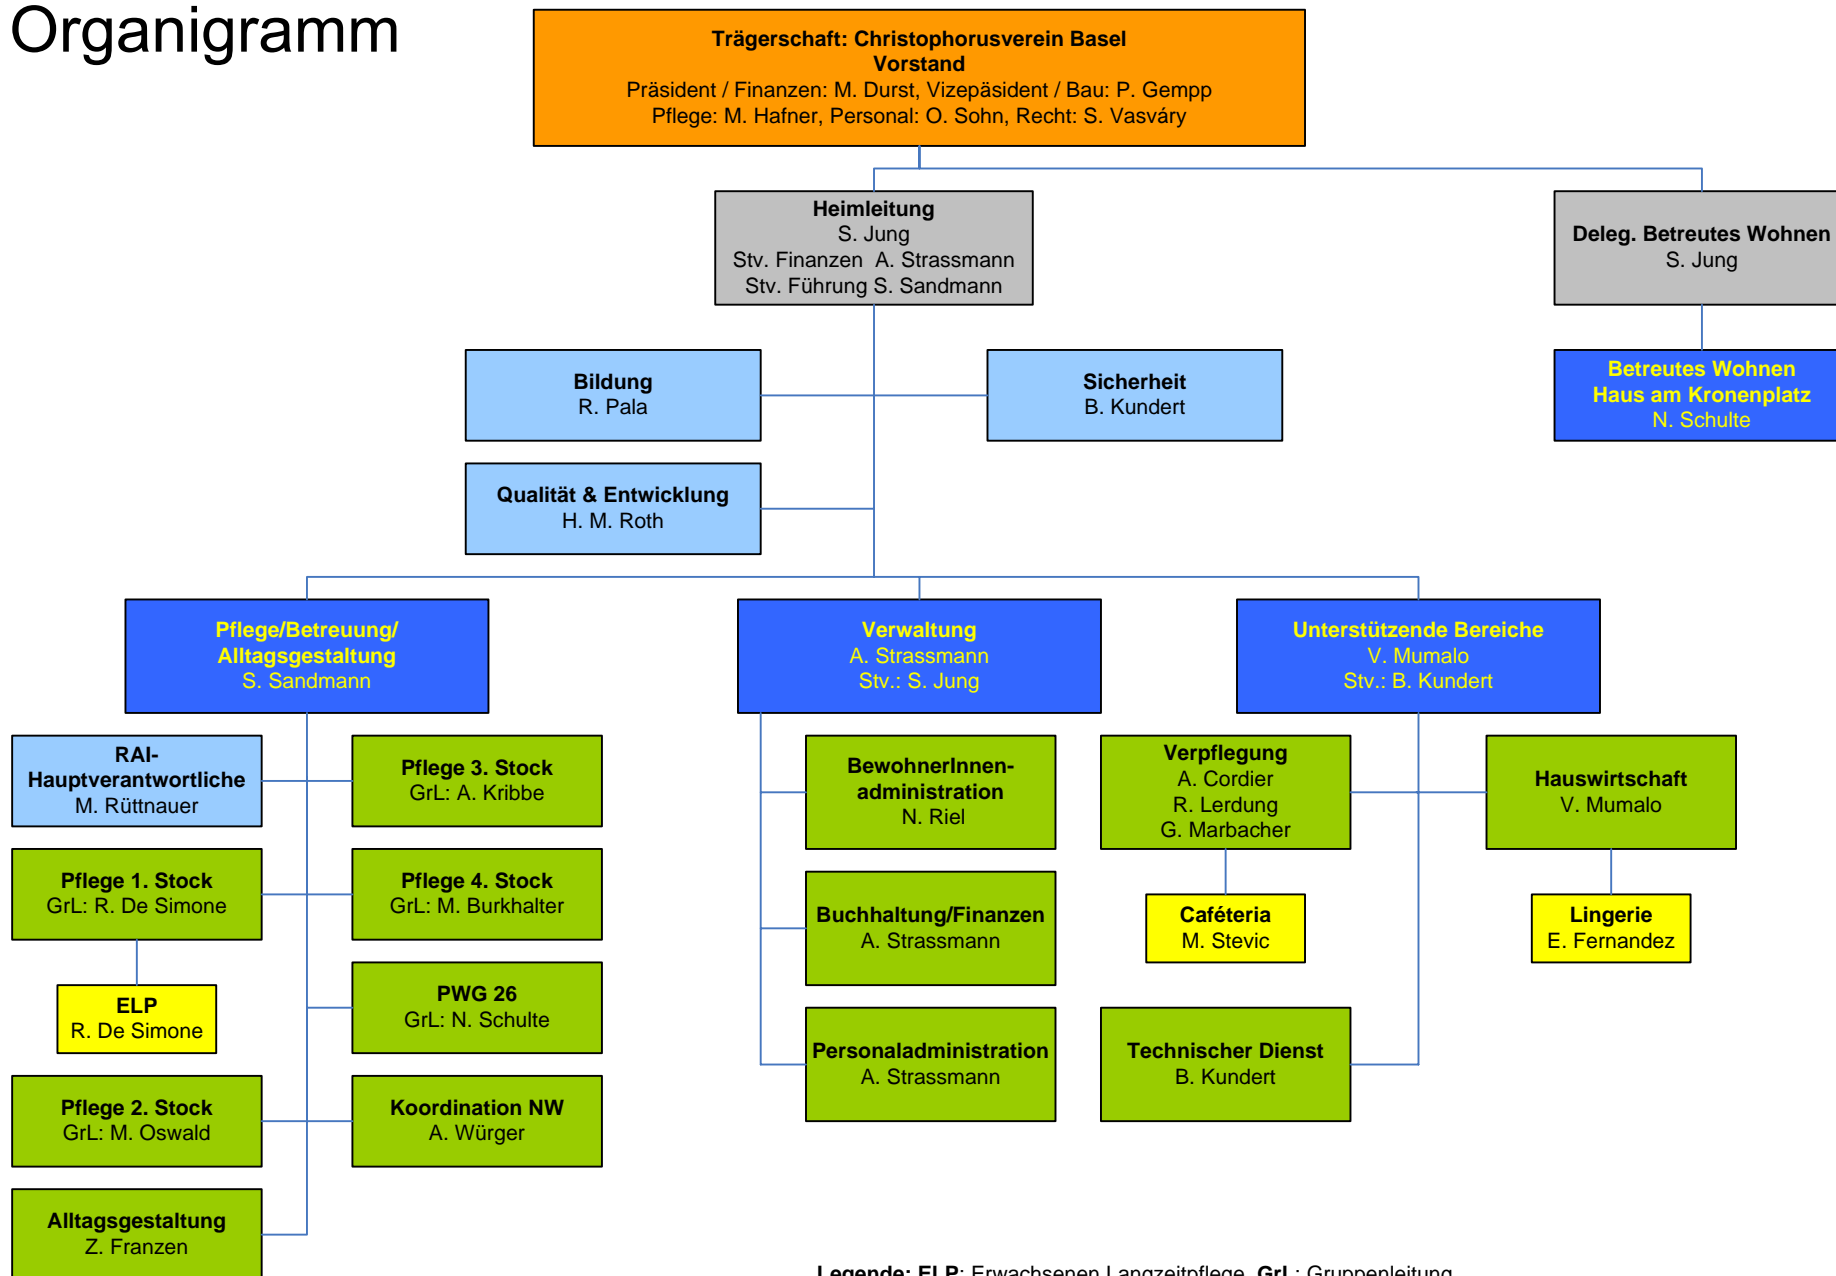 Organigramm
Trägerschaft: Christophorusverein Basel
Vorstand
Präsident / Finanzen: M. Durst, Vizepäsident / Bau: P. Gempp
Pflege: M. Hafner, Personal: O. Sohn, Recht: S. Vasváry
Heimleitung
S. Jung
Stv. Finanzen A. Strassmann
Stv. Führung S. Sandmann
Deleg. Betreutes Wohnen
S. Jung
Bildung
R. Pala
Sicherheit
B. Kundert
Betreutes Wohnen
Haus am Kronenplatz
N. Schulte
Qualität & Entwicklung
H. M. Roth
Pflege/Betreuung/
Alltagsgestaltung
S. Sandmann
Verwaltung
A. Strassmann
Stv.: S. Jung
Unterstützende Bereiche
V. Mumalo
Stv.: B. Kundert
RAI-
Hauptverantwortliche
M. Rüttnauer
Pflege 3. Stock
GrL: A. Kribbe
BewohnerInnen-
administration
N. Riel
Verpflegung
A. Cordier
R. Lerdung
G. Marbacher
Hauswirtschaft
V. Mumalo
Pflege 1. Stock
GrL: R. De Simone
Pflege 4. Stock
GrL: M. Burkhalter
Buchhaltung/Finanzen
A. Strassmann
Caféteria
M. Stevic
Lingerie
E. Fernandez
ELP
R. De Simone
PWG 26
GrL: N. Schulte
Personaladministration
A. Strassmann
Technischer Dienst
B. Kundert
Pflege 2. Stock
GrL: M. Oswald
Koordination NW
A. Würger
Alltagsgestaltung
Z. Franzen
Legende: ELP: Erwachsenen Langzeitpflege, GrL: Gruppenleitung